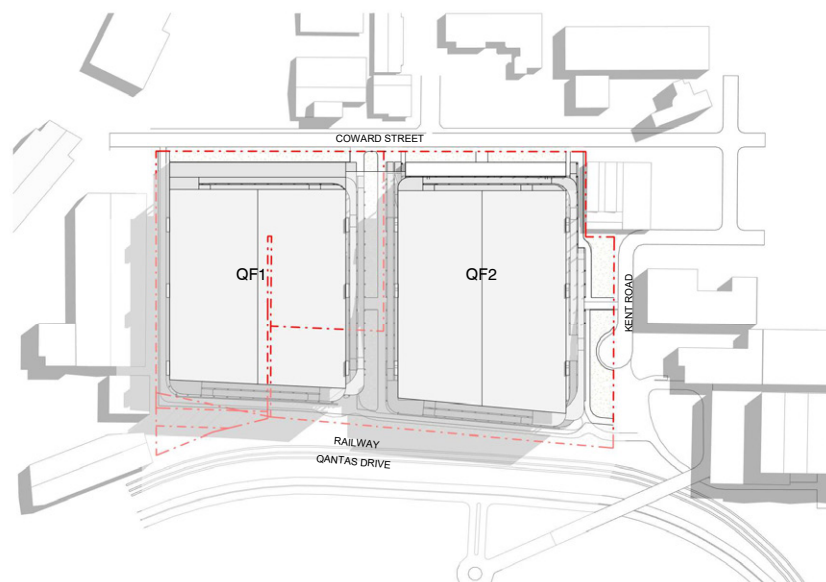 COWARD STREET
QF1
QF2
KENT ROAD
RAILWAY
QANTAS DRIVE